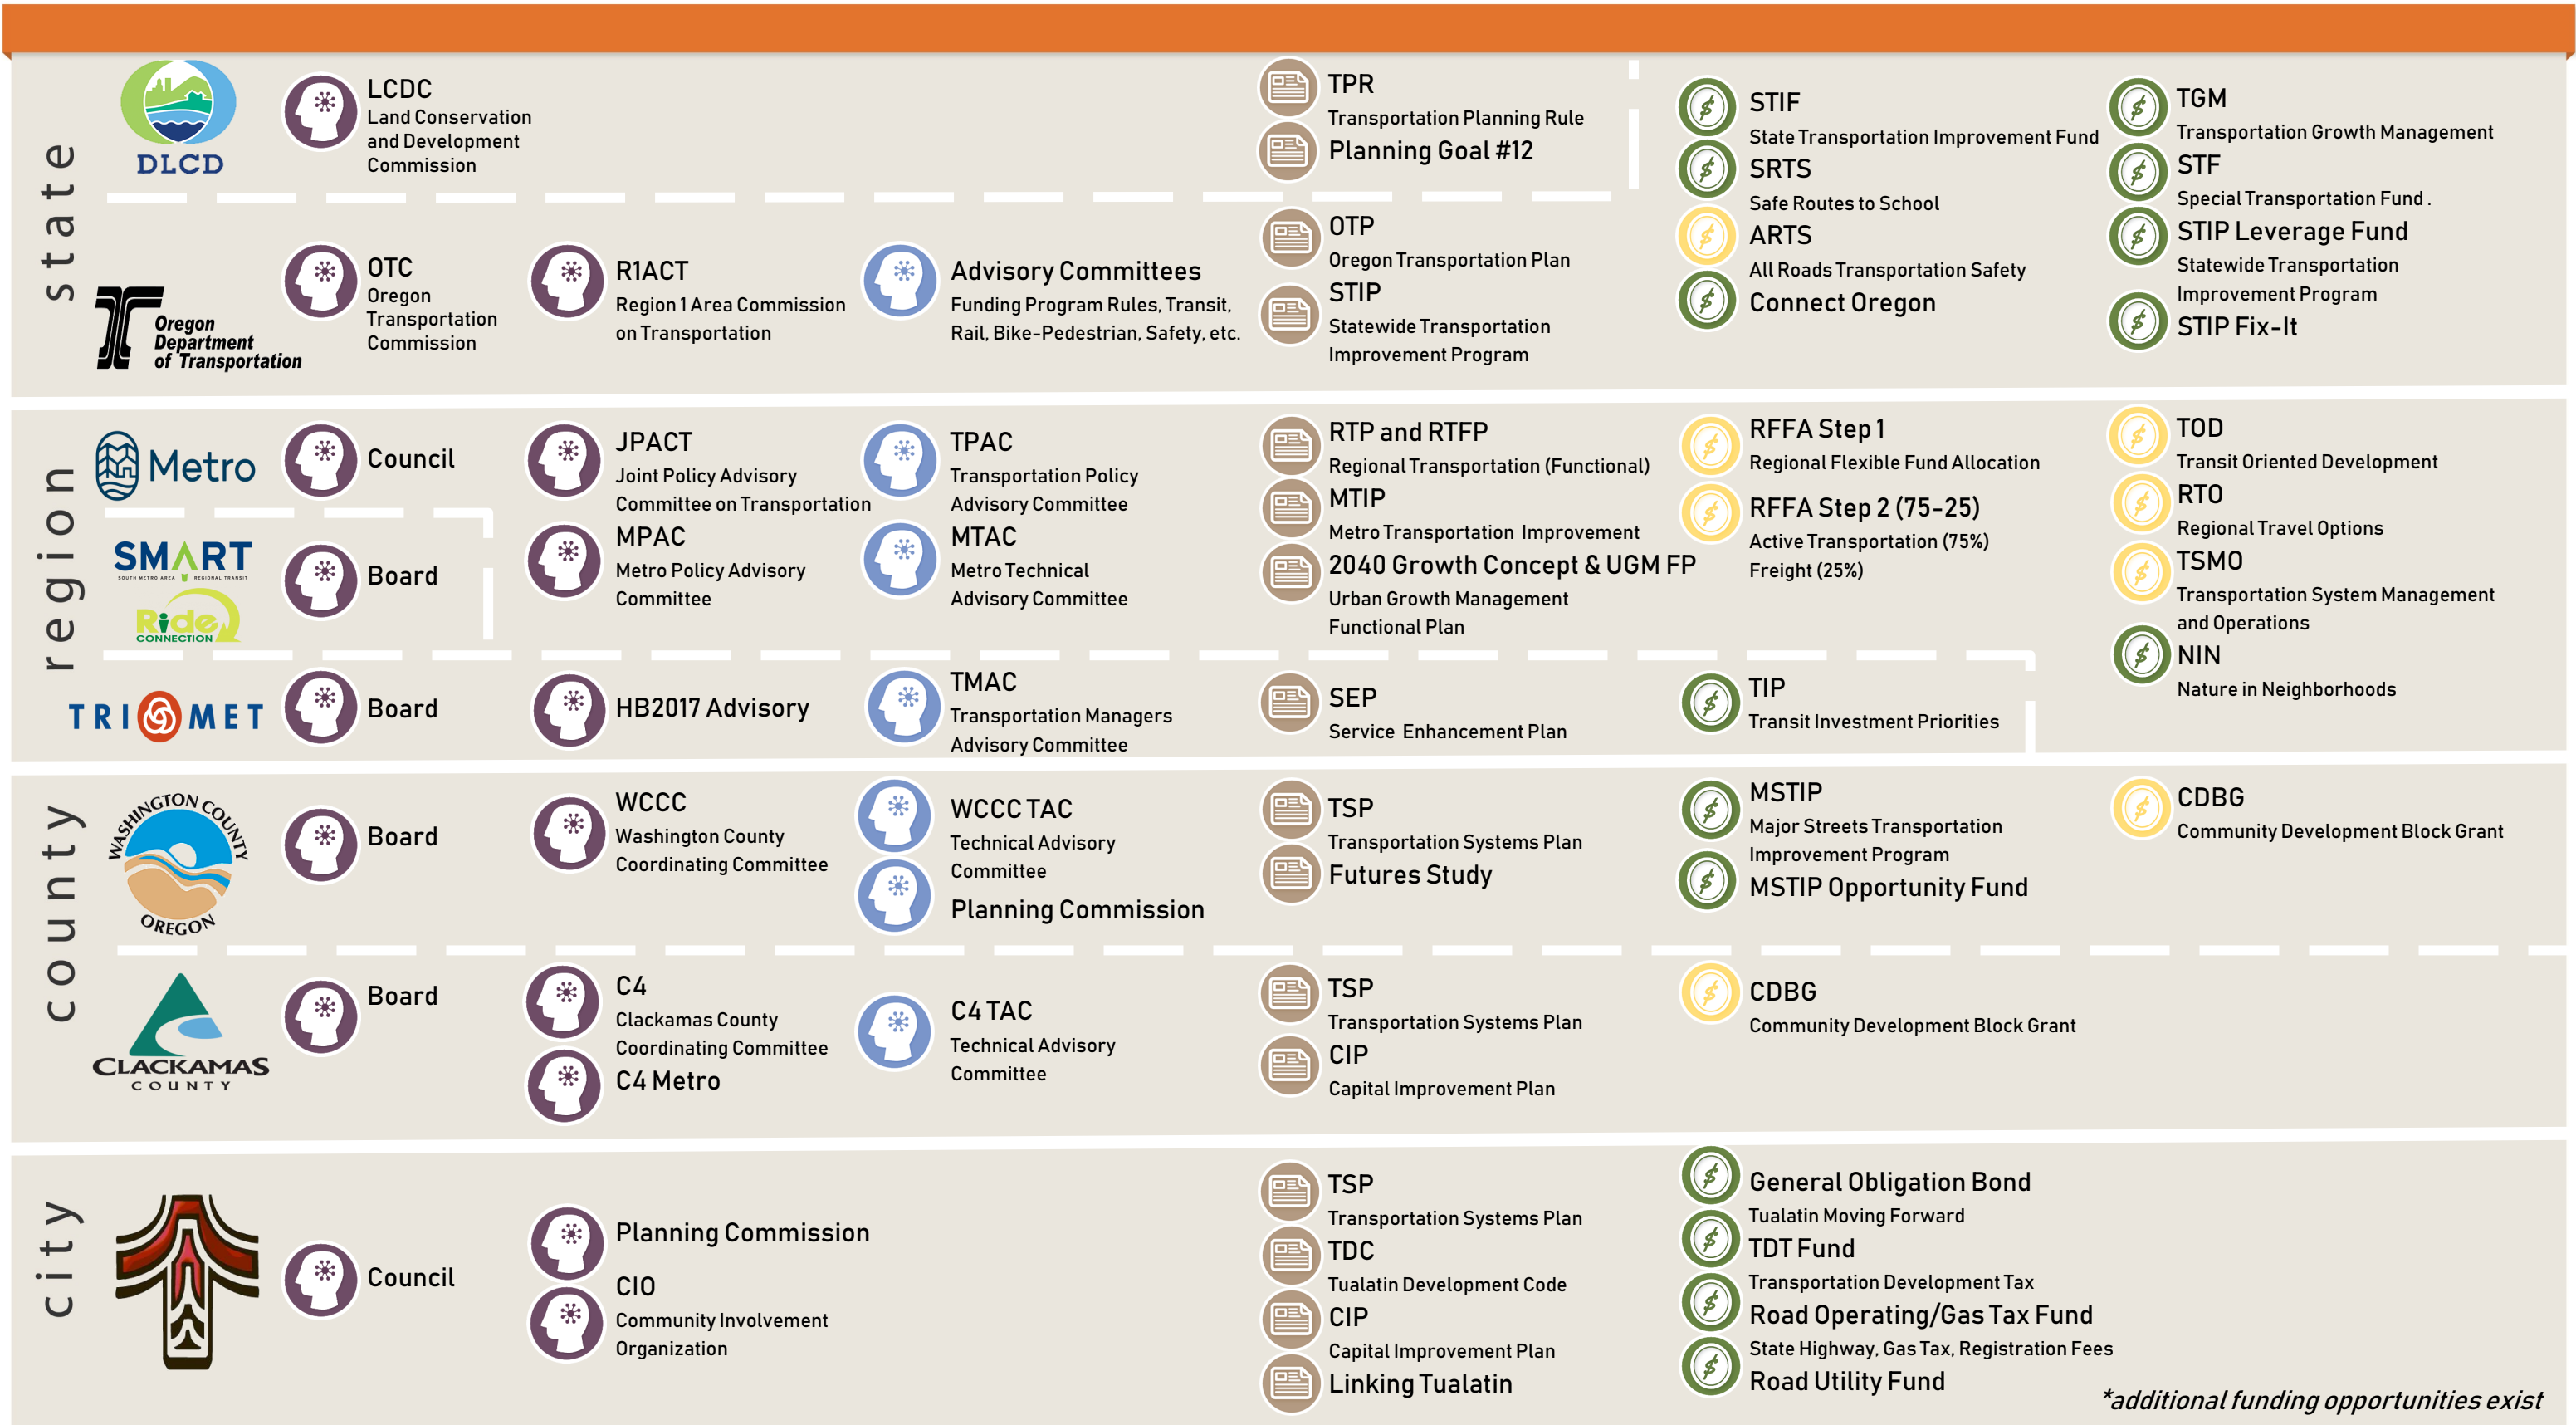 state
DLCD
LCDC
Land Conservation
and Development
Commission
TPR
Transportation Planning Rule
Planning Goal #12
Oregon
Department
of Transportation
OTC
Oregon
Transportation
Commission
R1ACT
Region 1 Area Commission
on Transportation
Advisory Committees
Funding Program Rules, Transit,
Rail, Bike-Pedestrian, Safety, etc.
OTP
Oregon Transportation Plan
STIP
Statewide Transportation
Improvement Program
STIF
State Transportation Improvement Fund
SRTS
Safe Routes to School
ARTS
All Roads Transportation Safety
Connect Oregon
TGM
Transportation Growth Management
STF
Special Transportation Fund .
STIP Leverage Fund
Statewide Transportation
Improvement Program
STIP Fix-It
region
Metro
Council
SMART
SOUTH METRO AREA REGIONAL TRANSIT
Ride
CONNECTION
Board
JPACT
Joint Policy Advisory
Committee on Transportation
MPAC
Metro Policy Advisory
Committee
TPAC
Transportation Policy
Advisory Committee
MTAC
Metro Technical
Advisory Committee
RTP and RTFP
Regional Transportation (Functional)
MTIP
Metro Transportation Improvement
2040 Growth Concept & UGM FP
Urban Growth Management
Functional Plan
RFFA Step 1
Regional Flexible Fund Allocation
RFFA Step 2 (75-25)
Active Transportation (75%)
Freight (25%)
TOD
Transit Oriented Development
RTO
Regional Travel Options
TSMO
Transportation System Management
and Operations
NIN
Nature in Neighborhoods
TRI MET
Board
HB2017 Advisory
TMAC
Transportation Managers
Advisory Committee
SEP
Service Enhancement Plan
TIP
Transit Investment Priorities
county
WASHINGTON COUNTY
OREGON
Board
WCCC
Washington County
Coordinating Committee
WCCC TAC
Technical Advisory
Committee
Planning Commission
TSP
Transportation Systems Plan
Futures Study
MSTIP
Major Streets Transportation
Improvement Program
MSTIP Opportunity Fund
CDBG
Community Development Block Grant
CLACKAMAS
COUNTY
Board
C4
Clackamas County
Coordinating Committee
C4 Metro
C4 TAC
Technical Advisory
Committee
TSP
Transportation Systems Plan
CIP
Capital Improvement Plan
CDBG
Community Development Block Grant
city
Council
Planning Commission
CIO
Community Involvement
Organization
TSP
Transportation Systems Plan
TDC
Tualatin Development Code
CIP
Capital Improvement Plan
Linking Tualatin
General Obligation Bond
Tualatin Moving Forward
TDT Fund
Transportation Development Tax
Road Operating/Gas Tax Fund
State Highway, Gas Tax, Registration Fees
Road Utility Fund
*additional funding opportunities exist